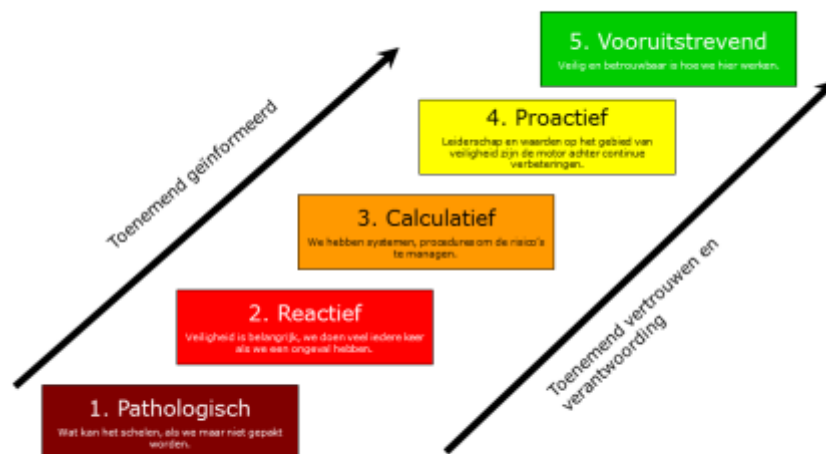 5. Vooruitstrevend
Veilig en betrouwbaar is hoe we hier werken.
4. Proactief
Leiderschap en waarden op het gebied van
veiligheid zijn de motor achter continue
verbeteringen.
Toenemend geïnformeerd
3. Calculatief
We hebben systemen, procedures om de risico's
te managen.
Toenemend vertrouwen en
verantwoording
2. Reactief
Veiligheid is belangrijk, we doen veel iedere keer
als we een ongeval hebben.
1. Pathologisch
Wat kan het schelen, als we maar niet gepakt
worden.